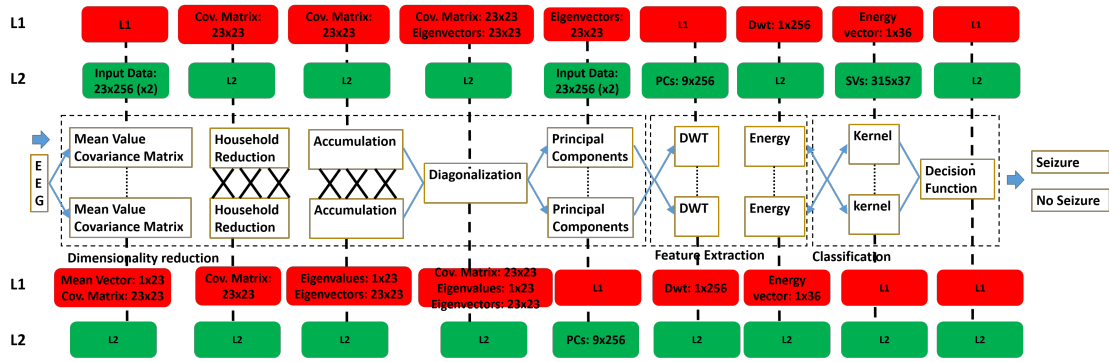 L1
L1
Cov. Matrix:
23x23
Cov. Matrix:
23x23
Cov. Matrix: 23x23
Eigenvectors: 23x23
Eigenvectors:
23x23
L1
Dwt: 1x256
Energy
vector: 1x36
L1
L2
Input Data:
23x256 (x2)
L2
L2
L2
Input Data:
23x256 (x2)
PCs: 9x256
L2
SVs: 315x37
L2
E
E
G
Mean Value
Covariance Matrix
Household
Reduction
Accumulation
Diagonalization
Principal
Components
DWT
Energy
Kernel
Decision
Function
Seizure
No Seizure
Mean Value
Covariance Matrix
Household
Reduction
Accumulation
Principal
Components
DWT
Energy
kernel
Dimensionality reduction
Feature Extraction
Classification
L1
Mean Vector: 1x23
Cov. Matrix: 23x23
Cov. Matrix:
23x23
Eigenvalues: 1x23
Eigenvectors: 23x23
Cov. Matrix: 23x23
Eigenvalues: 1x23
Eigenvectors: 23x23
L1
Dwt: 1x256
Energy
vector: 1x36
L1
L1
L2
L2
L2
L2
L2
PCs: 9x256
L2
L2
L2
L2